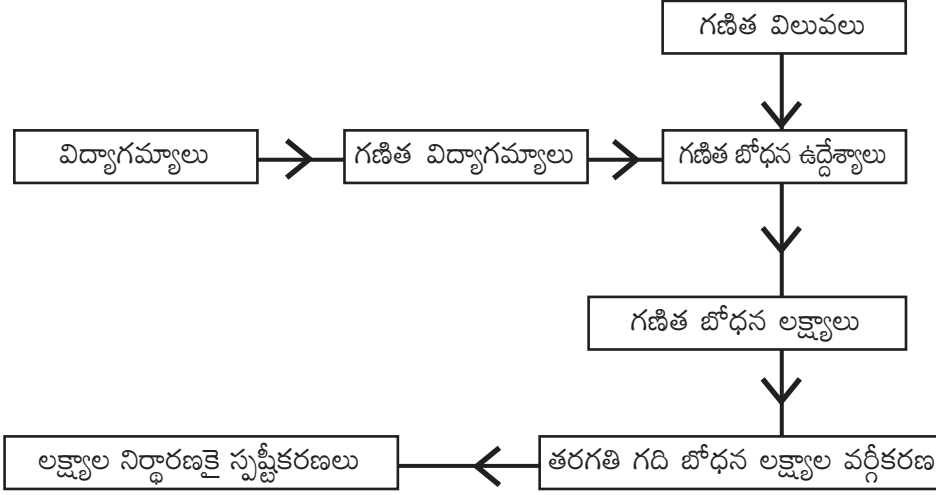 గణిత విలువలు
విద్యాగమ్యాలు
గణిత విద్యాగమ్యాలు
గణిత బోధన ఉద్దేశ్యాలు
గణిత బోధన లక్ష్యాలు
లక్ష్యాల నిర్ధారణకై స్పష్టీకరణలు
తరగతి గది బోధన లక్ష్యాల వర్గీకరణ